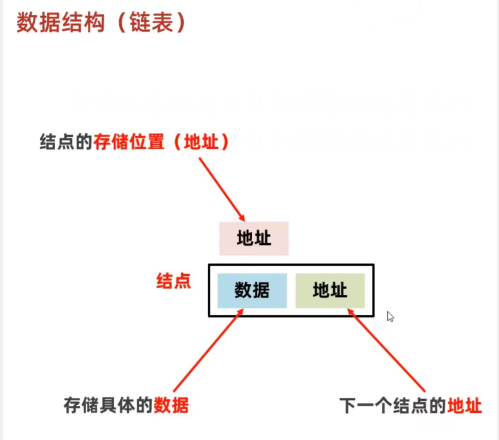 数据结构（链表）
结点的存储位置（地址）
地址
结点
数据 地址
存储具体的数据
下一个结点的地址